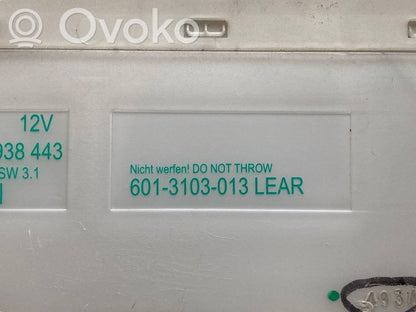 Ovoko
12V
938 443
SW 3.1
Nicht werfen! DO NOT THROW
601-3103-013 LEAR